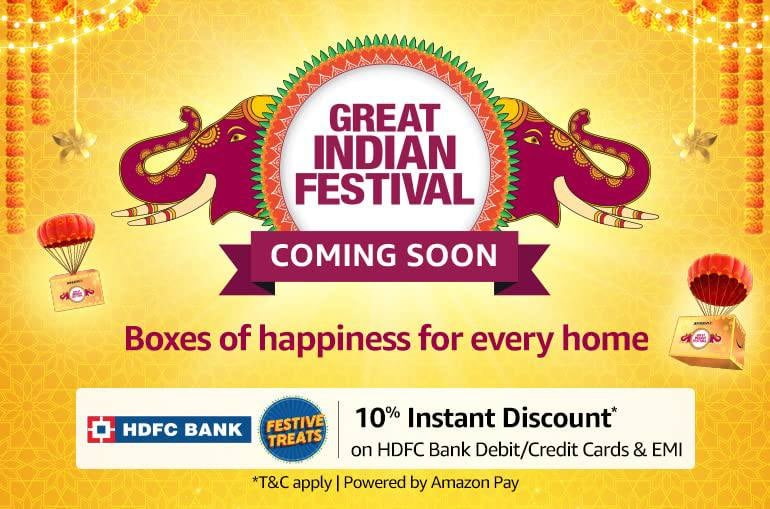 GREAT
INDIAN
FESTIVAL
COMING SOON
Boxes of happiness for every home
HDFC BANK
FESTIVE
TREATS
10% Instant Discount*
on HDFC Bank Debit/Credit Cards & EMI
*T&C apply | Powered by Amazon Pay